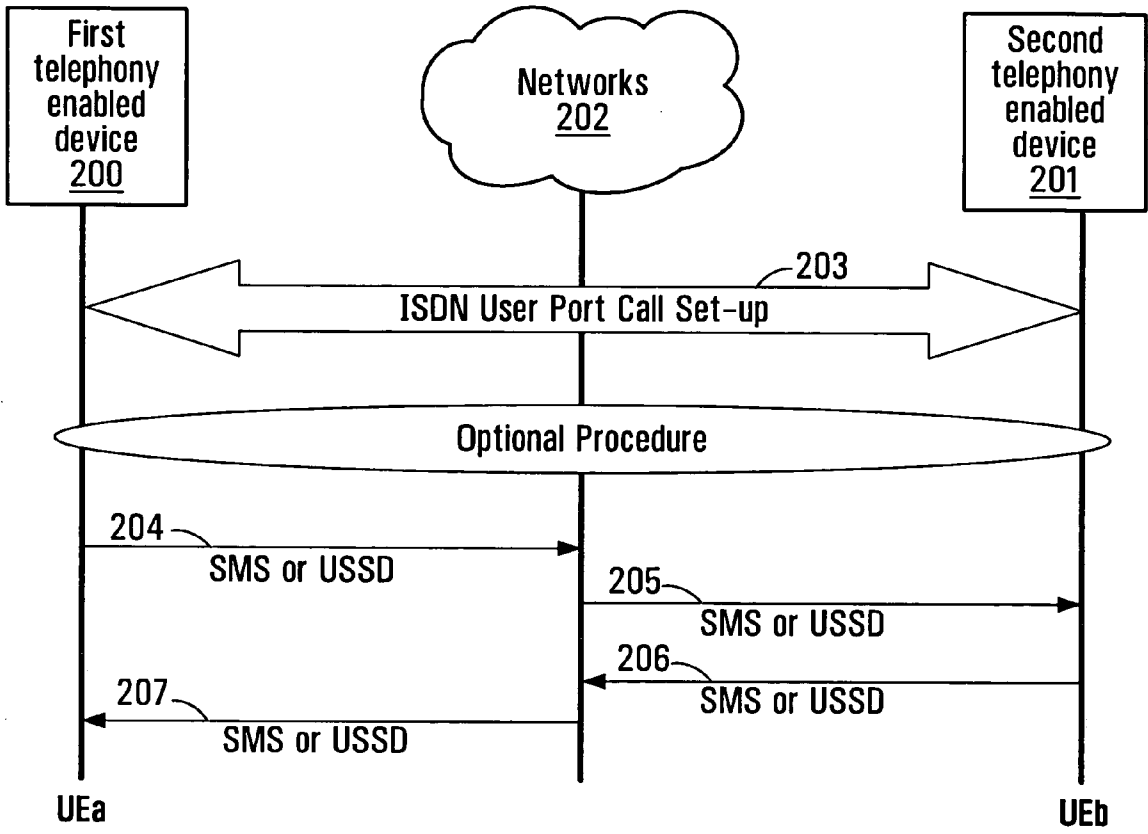 First
telephony
enabled
device
200
Networks
202
Second
telephony
enabled
device
201
203
ISDN User Port Call Set-up
Optional Procedure
204
SMS or USSD
205
SMS or USSD
206
SMS or USSD
207
SMS or USSD
UEa
UEb